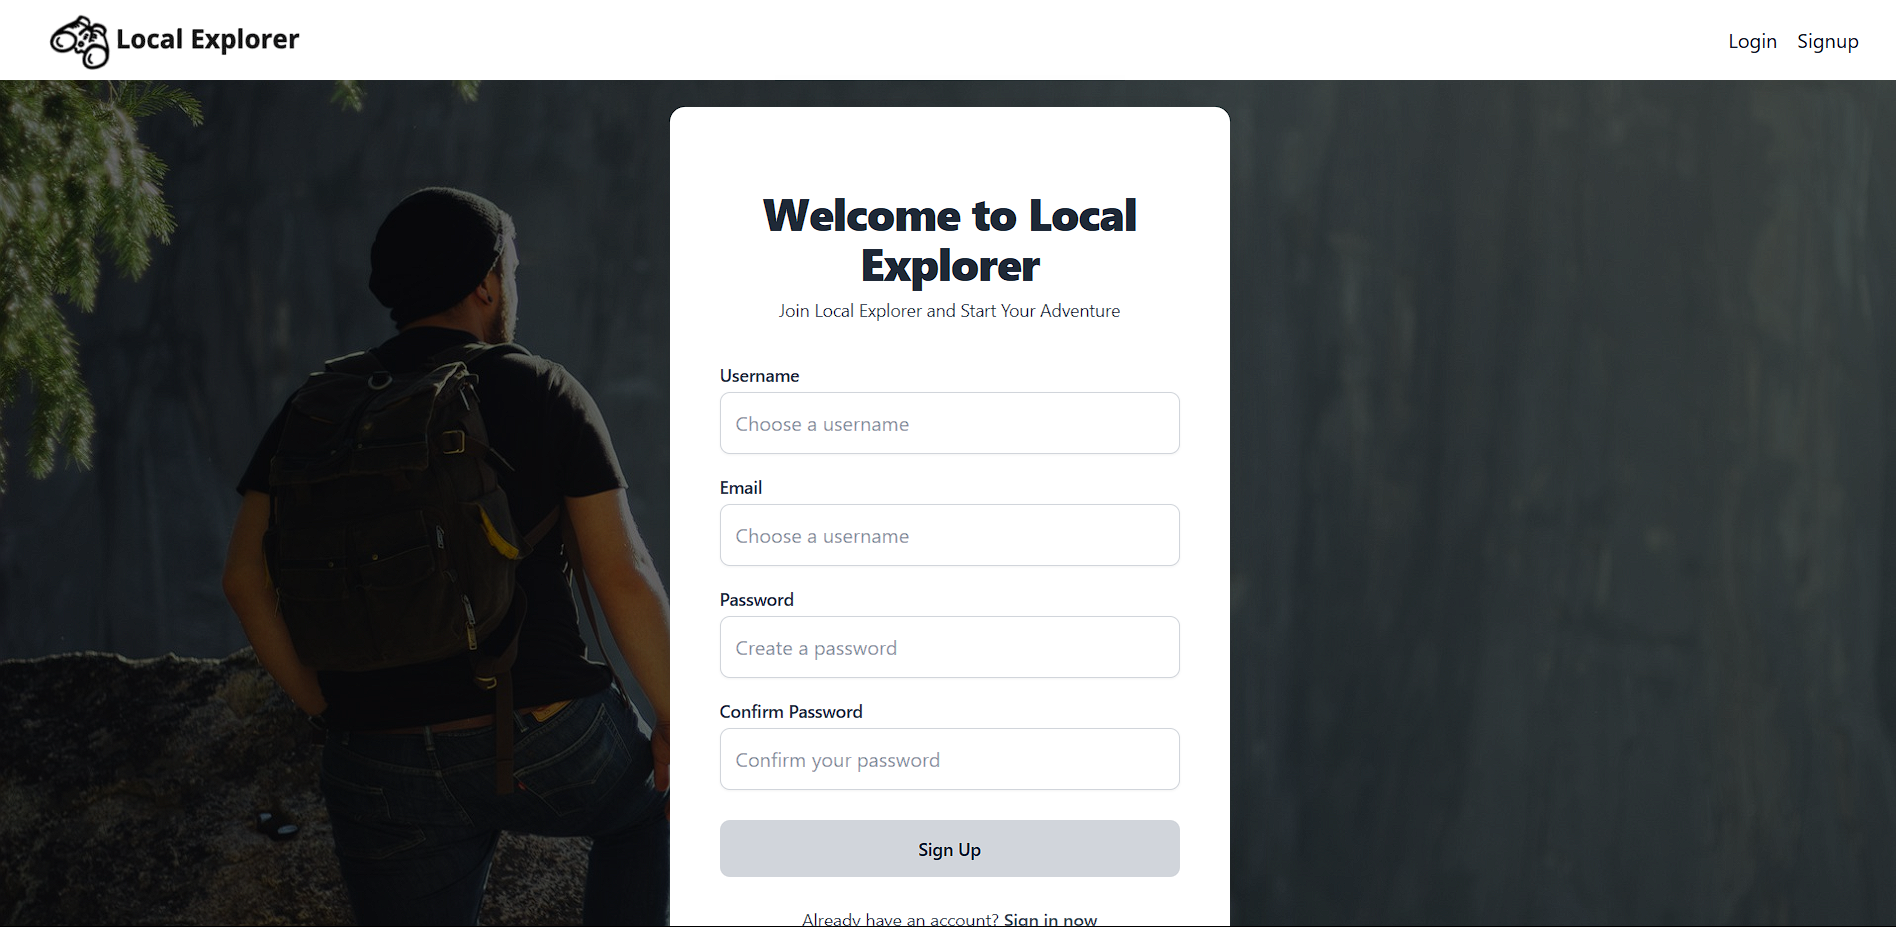 Local Explorer
Login Signup
Welcome to Local
Explorer
Join Local Explorer and Start Your Adventure
Username
Choose a username
Email
Choose a username
Password
Create a password
Confirm Password
Confirm your password
Sign Up
Already have an account? Sign in now